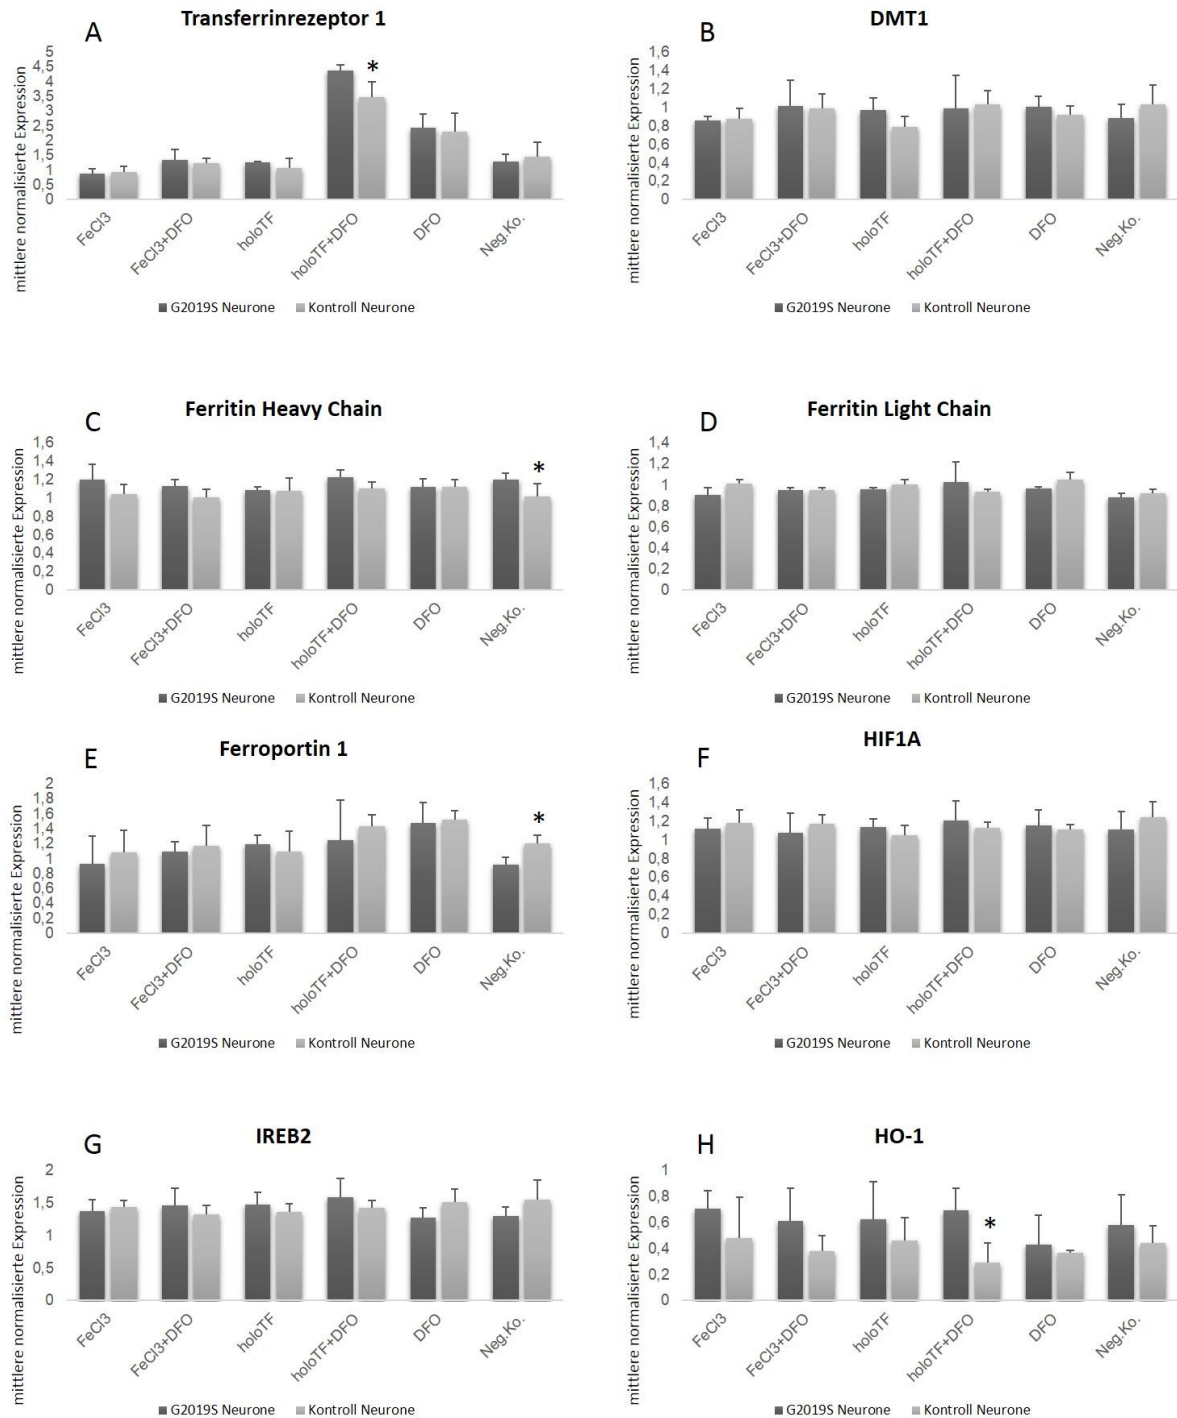 A
Transferrinrezeptor 1
mittlere normalisierte Expression
5
4,5
4
3,5
2,5
1,5
1
0,5
0
*
FeCl3
FeCl3+DFO
holoTF
holoTF+DFO
DFO
Neg.Ko.
G2019S Neurone Kontroll Neurone
B
DMT1
mittlere normalisierte Expression
1,6
1,4
1,2
1
0,8
0,6
0,4
0,2
0
FeCl3
FeCl3+DFO
holoTF
holoTF+DFO
DFO
Neg.Ko.
G2019S Neurone Kontroll Neurone
C
Ferritin Heavy Chain
mittlere normalisierte Expression
1,6
1,4
1,2
1
0,8
0,6
0,4
0,2
0
*
FeCl3
FeCl3+DFO
holoTF
holoTF+DFO
DFO
Neg.Ko.
G2019S Neurone Kontroll Neurone
D
Ferritin Light Chain
mittlere normalisierte Expression
1,4
1,2
1
0,8
0,6
0,4
0,2
0
FeCl3
FeCl3+DFO
holoTF
holoTF+DFO
DFO
Neg.Ko.
G2019S Neurone Kontroll Neurone
E
Ferroportin 1
mittlere normalisierte Expression
2
1,8
1,6
1,4
1,2
1
0,8
0,6
0,4
0,2
0
*
FeCl3
FeCl3+DFO
holoTF
holoTF+DFO
DFO
Neg.Ko.
G2019S Neurone Kontroll Neurone
F
HIF1A
mittlere normalisierte Expression
1,6
1,4
1,2
1
0,8
0,6
0,4
0,2
0
FeCl3
FeCl3+DFO
holoTF
holoTF+DFO
DFO
Neg.Ko.
G2019S Neurone Kontroll Neurone
G
IREB2
mittlere normalisierte Expression
2
1,5
1
0,5
0
FeCl3
FeCl3+DFO
holoTF
holoTF+DFO
DFO
Neg.Ko.
G2019S Neurone Kontroll Neurone
H
HO-1
mittlere normalisierte Expression
1
0,8
0,6
0,4
0,2
0
*
FeCl3
FeCl3+DFO
holoTF
holoTF+DFO
DFO
Neg.Ko.
G2019S Neurone Kontroll Neurone